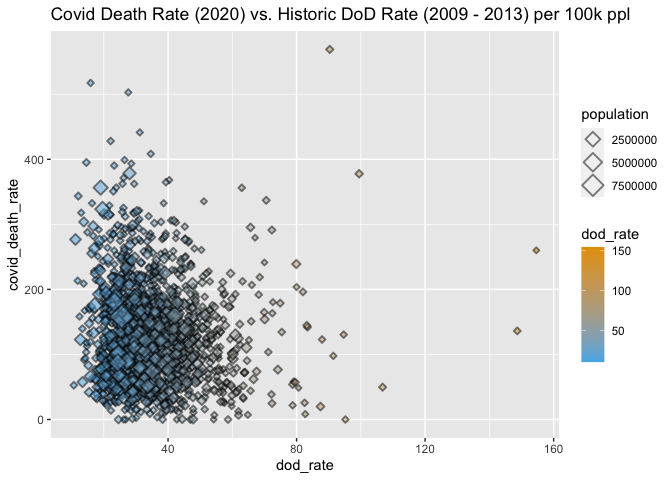 Covid Death Rate (2020) vs. Historic DoD Rate (2009 - 2013) per 100k ppl
covid_death_rate
400
200
0
40
80
120
160
dod_rate
population
2500000
5000000
7500000
dod_rate
150
100
50